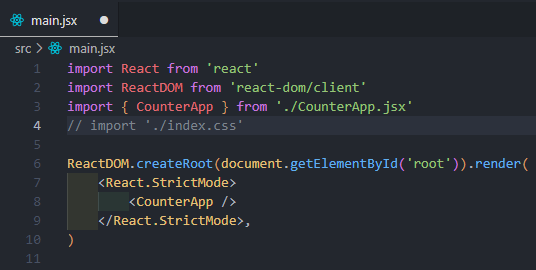 main.jsx
src > main.jsx
1 import React from 'react'
2 import ReactDOM from 'react-dom/client'
3 import { CounterApp } from './CounterApp.jsx'
4 // import './index.css'
5
6 ReactDOM.createRoot(document.getElementById('root')).render(
7     <React.StrictMode>
8         <CounterApp />
9     </React.StrictMode>,
10 )
11